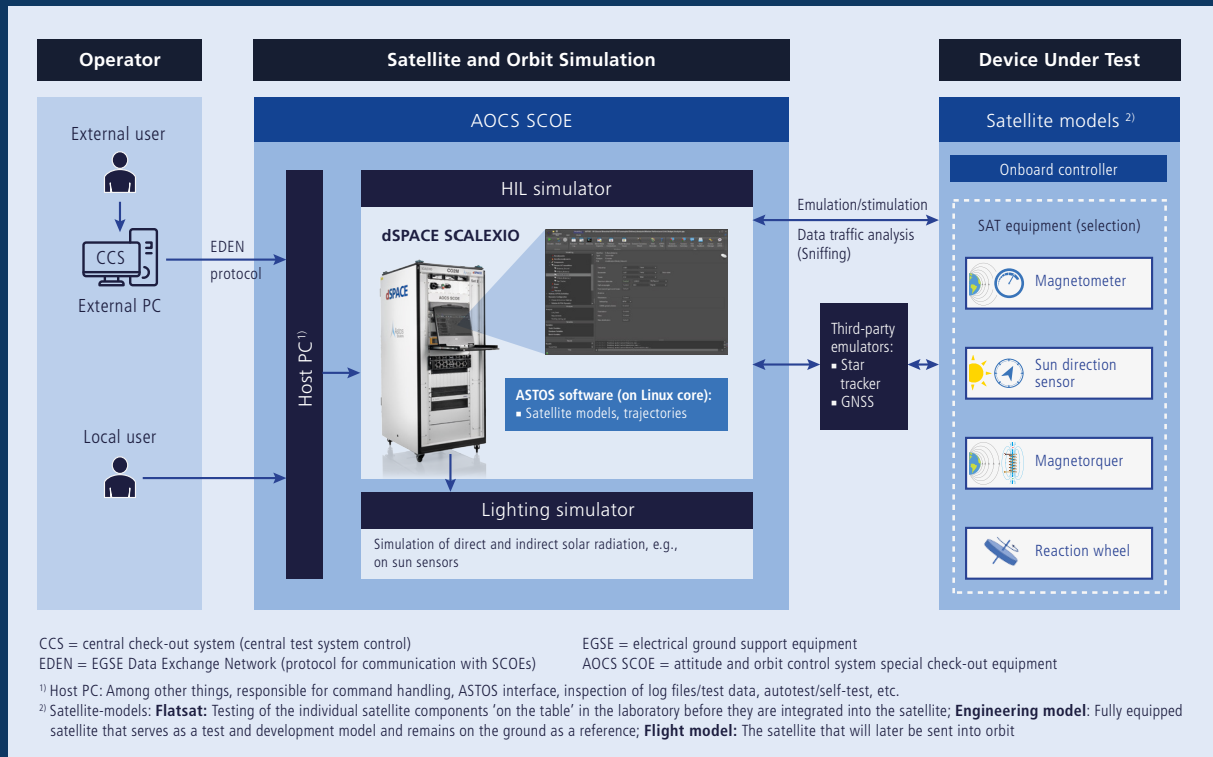 Operator
Satellite and Orbit Simulation
Device Under Test
External user
CCS
External PC
EDEN
protocol
Local user
AOCS SCOE
Host PC¹⁾
HIL simulator
dSPACE SCALEXIO
dSPACE
AOCS SCOE
ASTOS software (on Linux core):
▪ Satellite models, trajectories
Lighting simulator
Simulation of direct and indirect solar radiation, e.g.,
on sun sensors
Emulation/stimulation
Data traffic analysis
(Sniffing)
Third-party
emulators:
▪ Star
tracker
▪ GNSS
Satellite models ²⁾
Onboard controller
SAT equipment (selection)
Magnetometer
Sun direction
sensor
Magnetorquer
Reaction wheel
CCS = central check-out system (central test system control)
EDEN = EGSE Data Exchange Network (protocol for communication with SCOEs)
EGSE = electrical ground support equipment
AOCS SCOE = attitude and orbit control system special check-out equipment
¹⁾ Host PC: Among other things, responsible for command handling, ASTOS interface, inspection of log files/test data, autotest/self-test, etc.
²⁾ Satellite-models: Flatsat: Testing of the individual satellite components 'on the table' in the laboratory before they are integrated into the satellite; Engineering model: Fully equipped
satellite that serves as a test and development model and remains on the ground as a reference; Flight model: The satellite that will later be sent into orbit